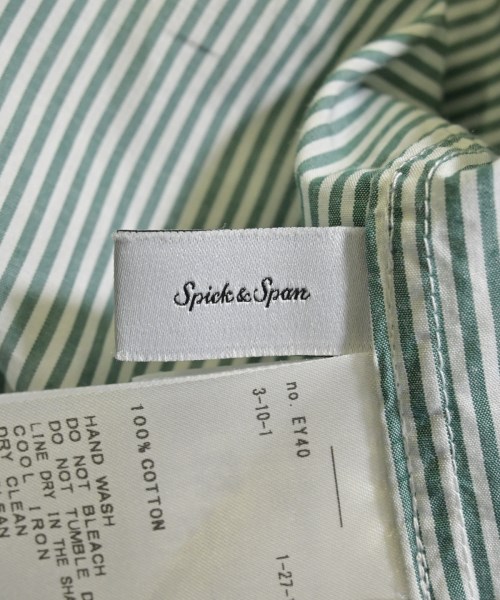 Spick & Span
no. EY40
3-10-1
1-27-
100% COTTON
HAND WASH
DO NOT BLEACH
DO NOT TUMBLE D
LINE DRY IN THE SHA
COOL IRON
DRY CLEAN